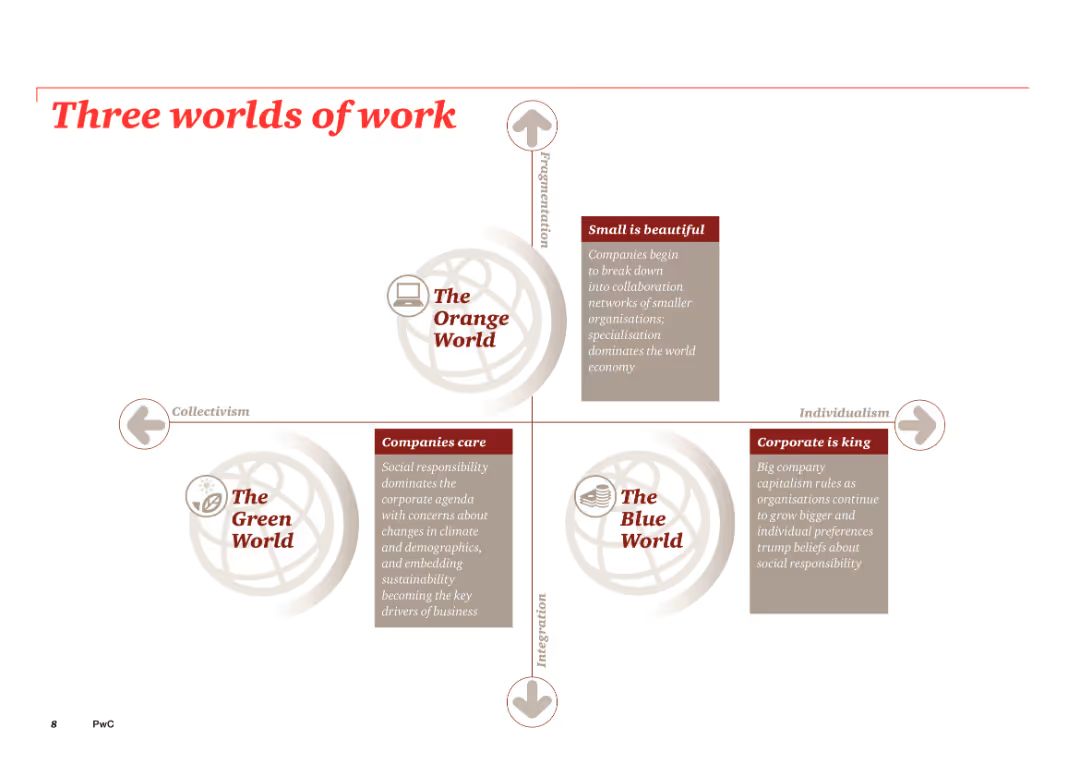 Three worlds of work
Fragmentation
Small is beautiful
Companies begin
to break down
into collaboration
networks of smaller
organisations;
specialisation
dominates the world
economy
The
Orange
World
Collectivism
Individualism
Companies care
Social responsibility
dominates the
corporate agenda
with concerns about
changes in climate
and demographics,
and embedding
sustainability
becoming the key
drivers of business
The
Green
World
Corporate is king
Big company
capitalism rules as
organisations continue
to grow bigger and
individual preferences
trump beliefs about
social responsibility
The
Blue
World
Integration
8 PwC